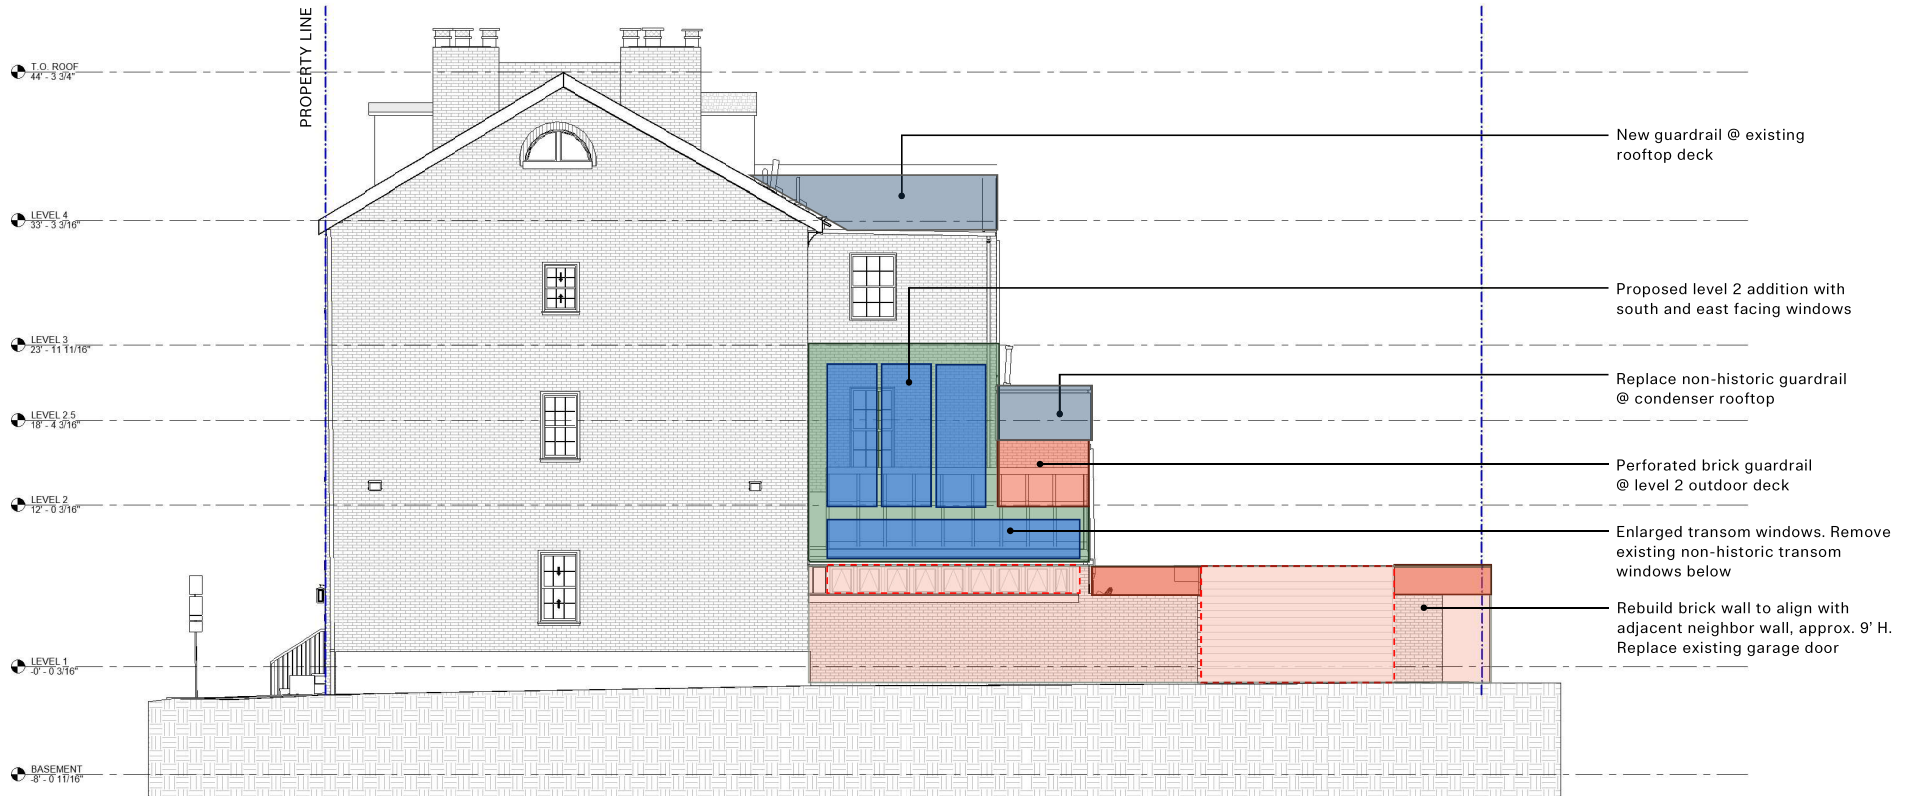 PROPERTY LINE
T.O. ROOF
44' - 3 3/4"
LEVEL 4
33' - 3 3/16"
LEVEL 3
23' - 11 11/16"
LEVEL 2.5
18' - 4 3/16"
LEVEL 2
12' - 0 3/16"
LEVEL 1
-0' - 0 3/16"
BASEMENT
-8' - 0 11/16"
New guardrail @ existing
rooftop deck
Proposed level 2 addition with
south and east facing windows
Replace non-historic guardrail
@ condenser rooftop
Perforated brick guardrail
@ level 2 outdoor deck
Enlarged transom windows. Remove
existing non-historic transom
windows below
Rebuild brick wall to align with
adjacent neighbor wall, approx. 9' H.
Replace existing garage door